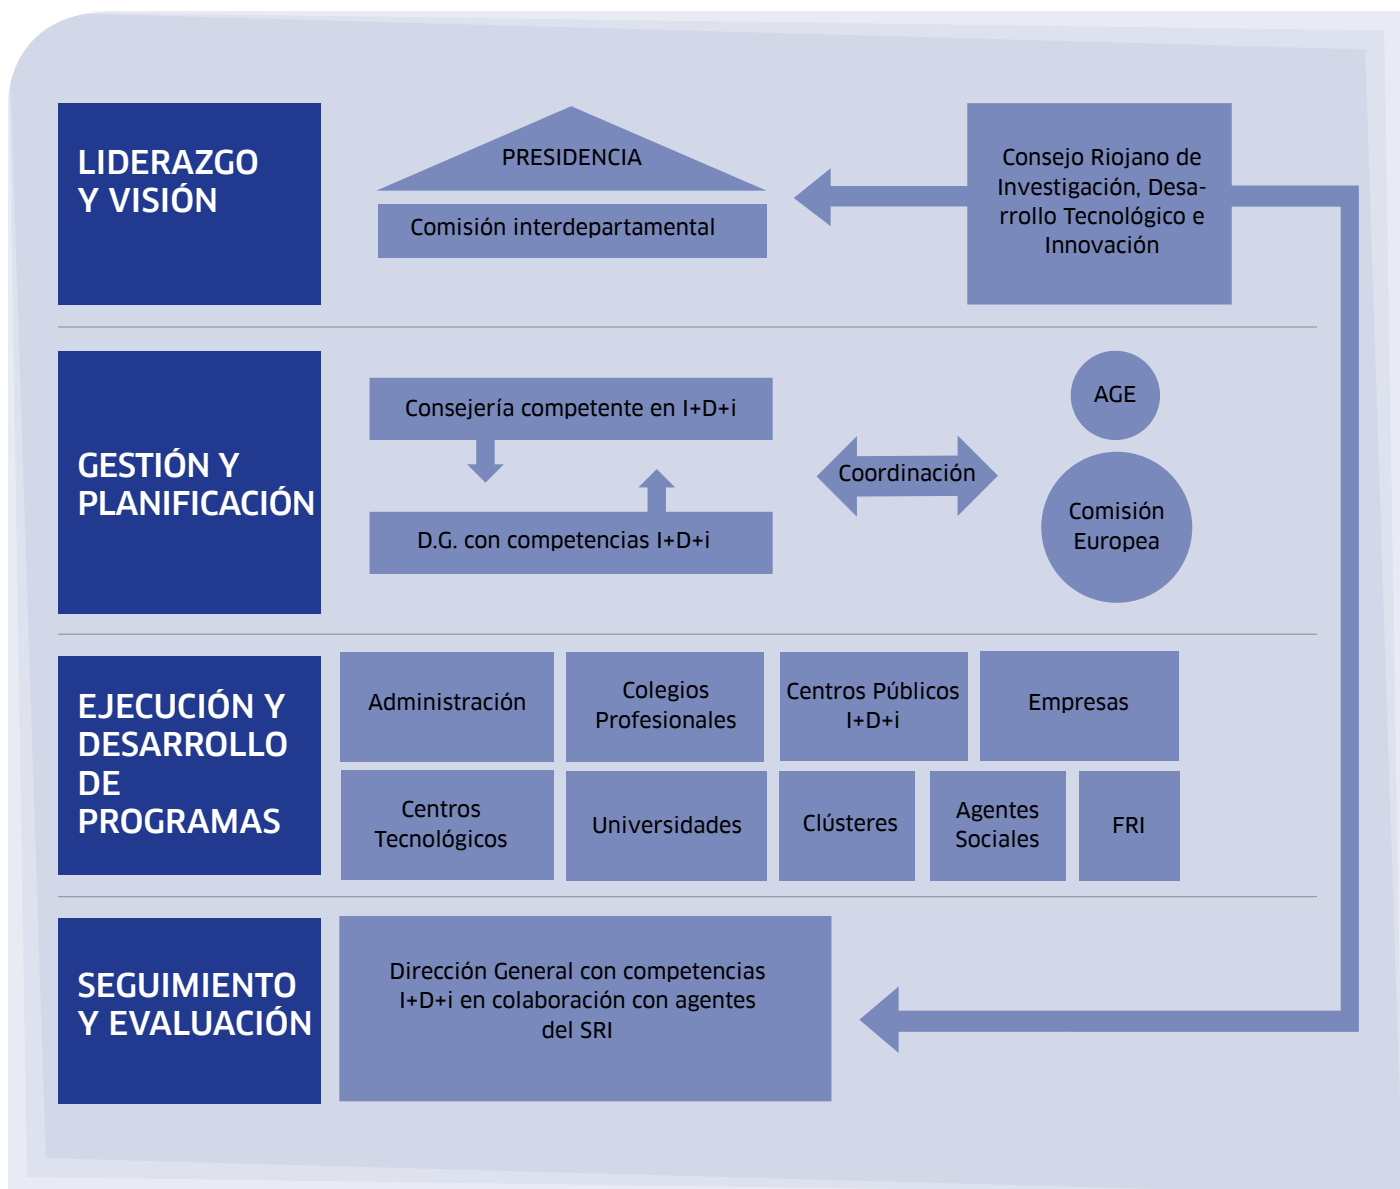 LIDERAZGO
Y VISIÓN
PRESIDENCIA
Comisión interdepartamental
Consejo Riojano de
Investigación, Desa-
rrollo Tecnológico e
Innovación
GESTIÓN Y
PLANIFICACIÓN
Consejería competente en I+D+i
D.G. con competencias I+D+i
Coordinación
AGE
Comisión
Europea
EJECUCIÓN Y
DESARROLLO
DE
PROGRAMAS
Administración
Colegios
Profesionales
Centros Públicos
I+D+i
Empresas
Centros
Tecnológicos
Universidades
Clústeres
Agentes
Sociales
FRI
SEGUIMIENTO
Y EVALUACIÓN
Dirección General con competencias
I+D+i en colaboración con agentes
del SRI